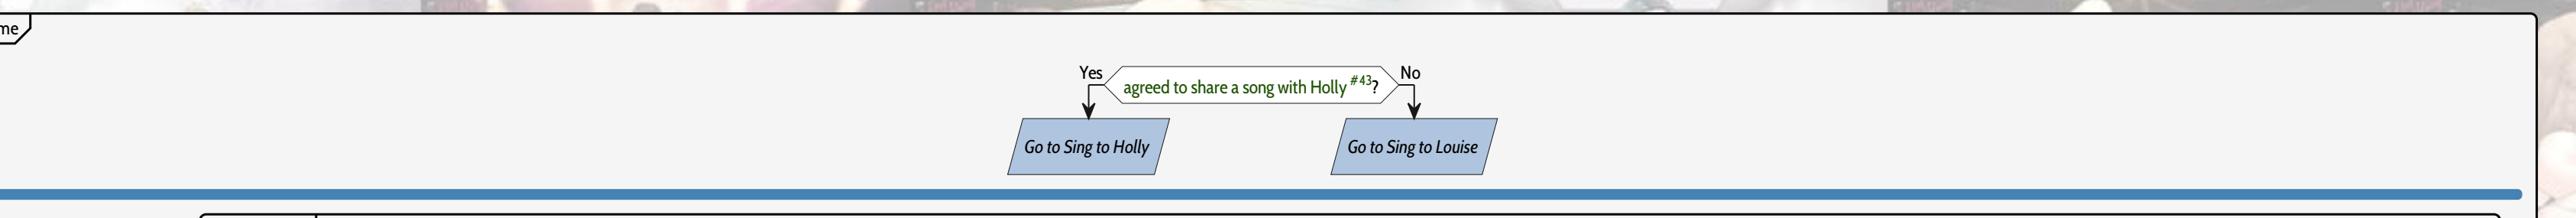 me
Yes
agreed to share a song with Holly #43?
No
Go to Sing to Holly
Go to Sing to Louise